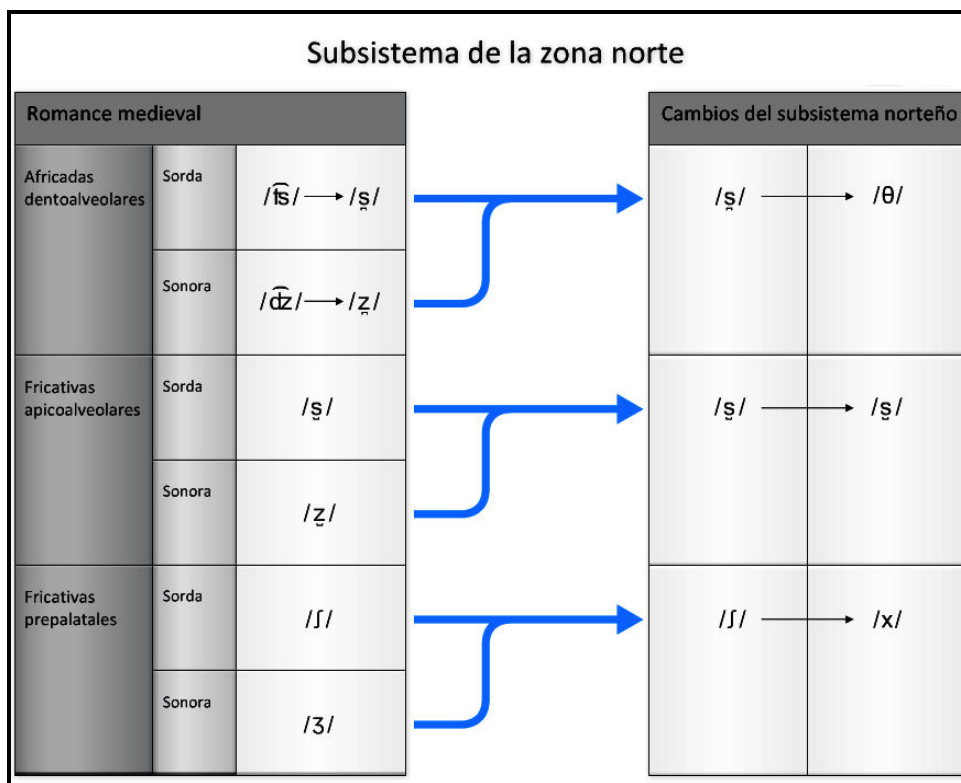 Subsistema de la zona norte
Romance medieval
Cambios del subsistema norteño
Africadas
dentoalveolares
Sorda
/t͡s/ → /s̪/
/s̪/ → /θ/
Sonora
/d͡z/ → /z̪/
Fricativas
apicoalveolares
Sorda
/s̺/
/s̺/ → /s̺/
Sonora
/z̺/
Fricativas
prepalatales
Sorda
/ʃ/
/ʃ/ → /x/
Sonora
/ʒ/